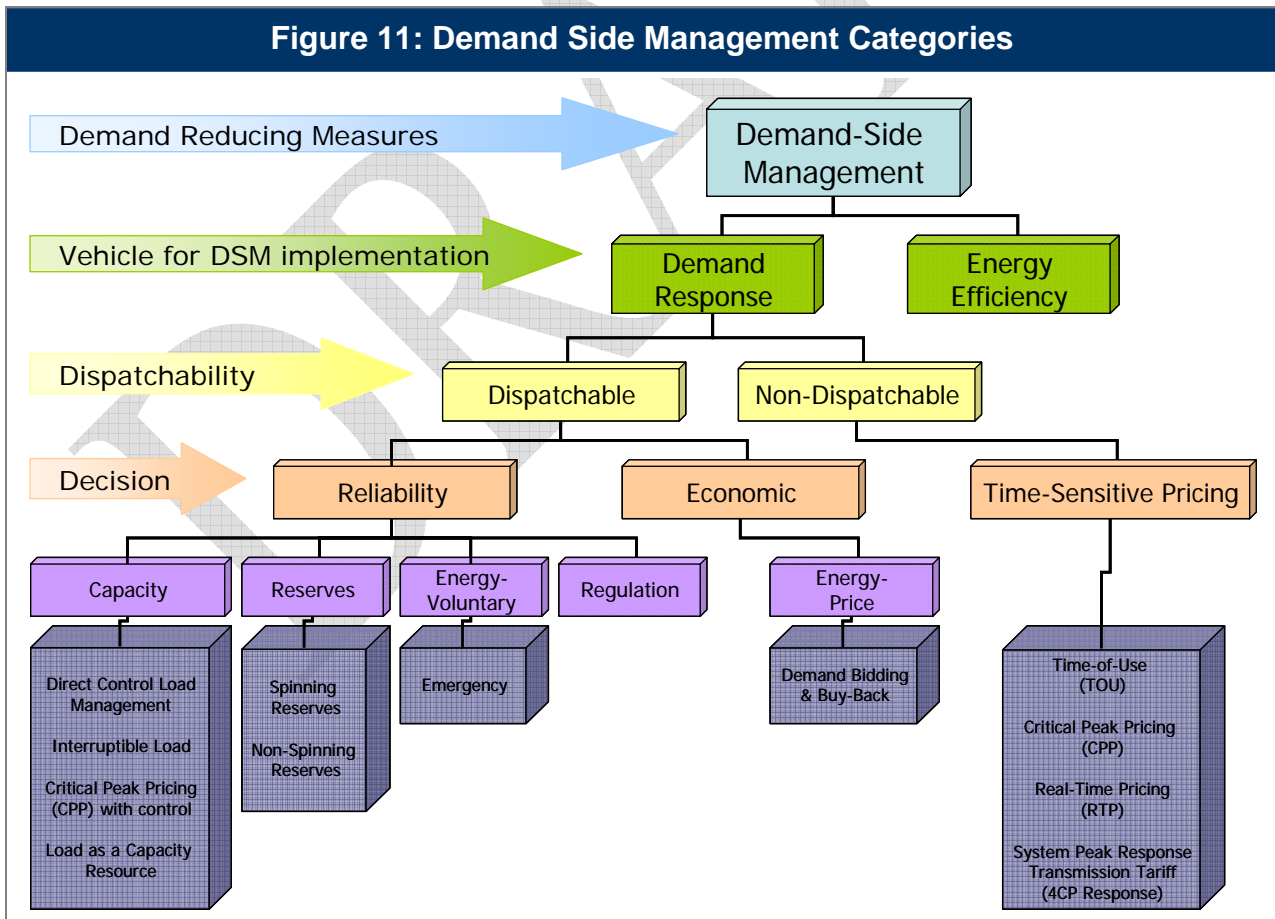 Figure 11: Demand Side Management Categories
Demand Reducing Measures
Demand-Side
Management
Vehicle for DSM implementation
Demand
Response
Energy
Efficiency
Dispatchability
Dispatchable
Non-Dispatchable
Decision
Reliability
Economic
Time-Sensitive Pricing
Capacity
Reserves
Energy-
Voluntary
Regulation
Energy-
Price
Direct Control Load
Management
Interruptible Load
Critical Peak Pricing
(CPP) with control
Load as a Capacity
Resource
Spinning
Reserves
Non-Spinning
Reserves
Emergency
Demand Bidding
& Buy-Back
Time-of-Use
(TOU)
Critical Peak Pricing
(CPP)
Real-Time Pricing
(RTP)
System Peak Response
Transmission Tariff
(4CP Response)
DRA